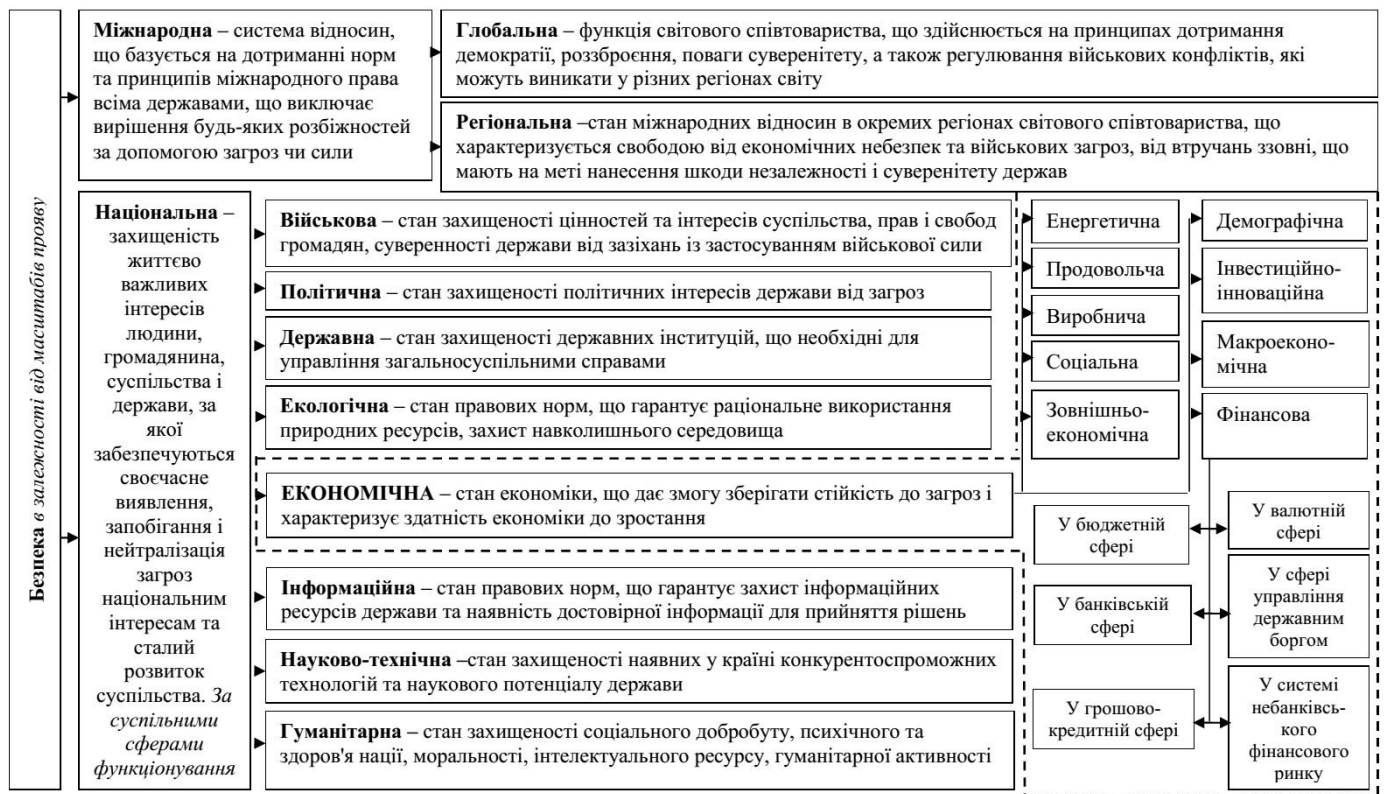 Безпека в залежності від масштабів прояву
Міжнародна – система відносин,
що базується на дотриманні норм
та принципів міжнародного права
всіма державами, що виключає
вирішення будь-яких розбіжностей
за допомогою загроз чи сили
Глобальна – функція світового співтовариства, що здійснюється на принципах дотримання
демократії, роззброєння, поваги суверенітету, а також регулювання військових конфліктів, які
можуть виникати у різних регіонах світу
Регіональна –стан міжнародних відносин в окремих регіонах світового співтовариства, що
характеризується свободою від економічних небезпек та військових загроз, від втручань ззовні, що
мають на меті нанесення шкоди незалежності і суверенітету держав
Національна –
захищеність
життєво
важливих
інтересів
людини,
громадянина,
суспільства і
держави, за
якої
забезпечуються
своєчасне
виявлення,
запобігання і
нейтралізація
загроз
національним
інтересам та
сталий
розвиток
суспільства. За
суспільними
сферами
функціонування
Військова – стан захищеності цінностей та інтересів суспільства, прав і свобод
громадян, суверенності держави від зазіхань із застосуванням військової сили
Політична – стан захищеності політичних інтересів держави від загроз
Державна – стан захищеності державних інституцій, що необхідні для
управління загальносуспільними справами
Екологічна – стан правових норм, що гарантує раціональне використання
природних ресурсів, захист навколишнього середовища
ЕКОНОМІЧНА – стан економіки, що дає змогу зберігати стійкість до загроз і
характеризує здатність економіки до зростання
Інформаційна – стан правових норм, що гарантує захист інформаційних
ресурсів держави та наявність достовірної інформації для прийняття рішень
Науково-технічна –стан захищеності наявних у країні конкурентоспроможних
технологій та наукового потенціалу держави
Гуманітарна – стан захищеності соціального добробуту, психічного та
здоров'я нації, моральності, інтелектуального ресурсу, гуманітарної активності
Енергетична
Продовольча
Виробнича
Соціальна
Зовнішньо-
економічна
Демографічна
Інвестиційно-
інноваційна
Макроеконо-
мічна
Фінансова
У бюджетній
сфері
У валютній
сфері
У банківській
сфері
У сфері
управління
державним
боргом
У грошово-
кредитній сфері
У системі
небанківсь-
кого
фінансового
ринку